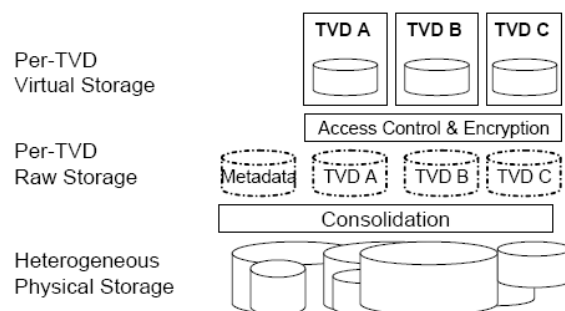 TVD A TVD B TVD C
Per-TVD
Virtual Storage
Access Control & Encryption
Per-TVD
Raw Storage
Metadata TVD A TVD B TVD C
Consolidation
Heterogeneous
Physical Storage